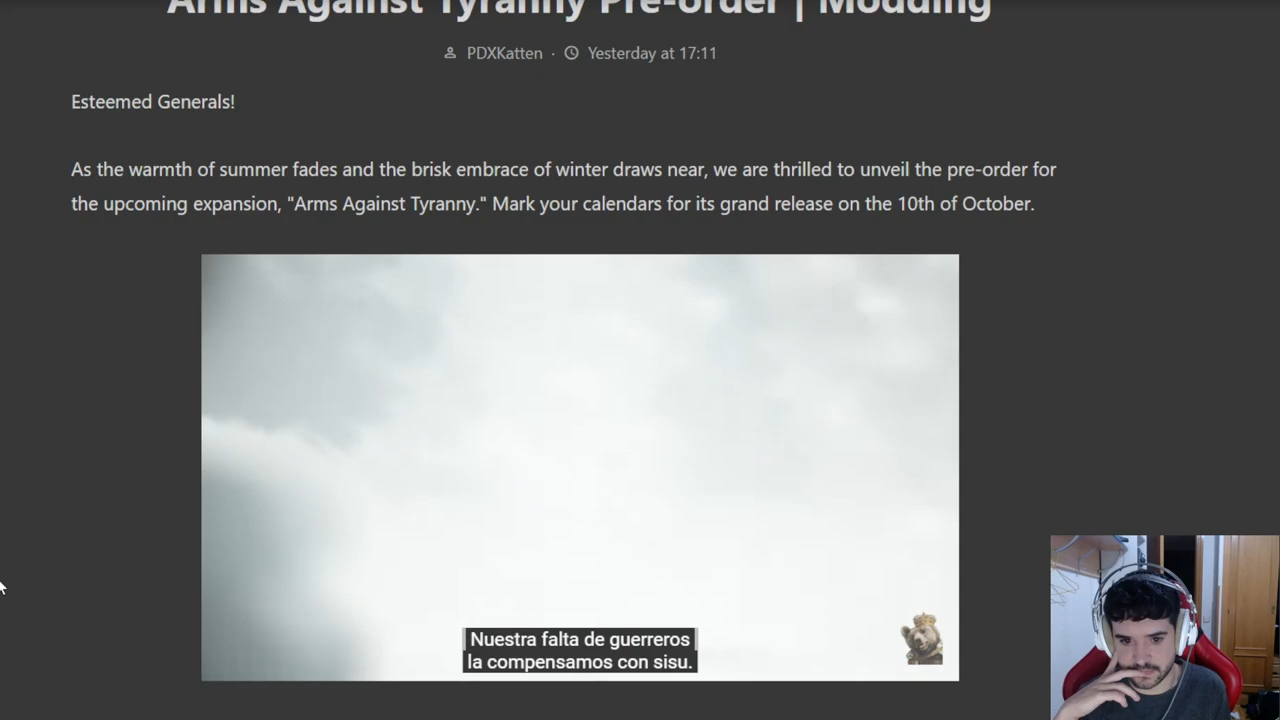 Arms Against Tyranny Pre-order | Modding
PDXKatten · Yesterday at 17:11
Esteemed Generals!
As the warmth of summer fades and the brisk embrace of winter draws near, we are thrilled to unveil the pre-order for
the upcoming expansion, "Arms Against Tyranny." Mark your calendars for its grand release on the 10th of October.
Nuestra falta de guerreros
la compensamos con sisu.